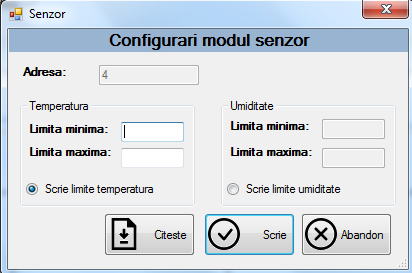 Senzor
Configurari modul senzor
Adresa: 4
Temperatura
Limita minima:
Limita maxima:
Scrie limite temperatura
Umiditate
Limita minima:
Limita maxima:
Scrie limite umiditate
Citeste Scrie Abandon